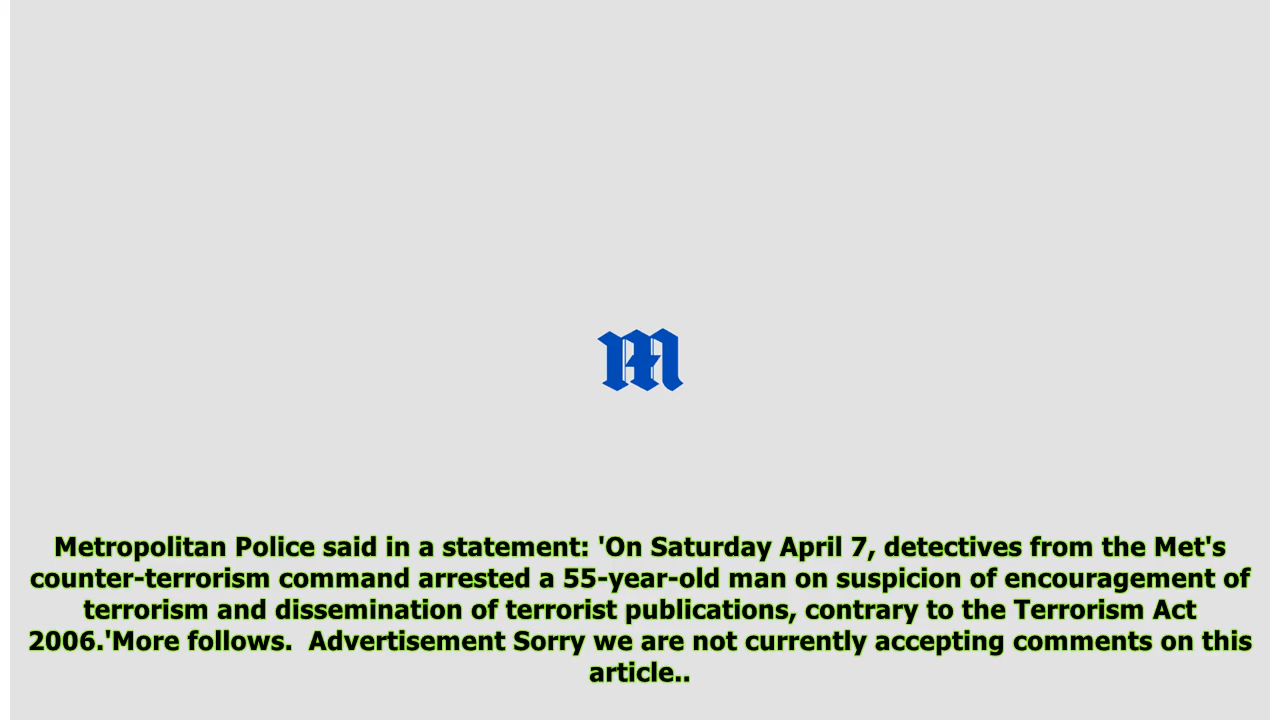 Metropolitan Police said in a statement: 'On Saturday April 7, detectives from the Met's
counter-terrorism command arrested a 55-year-old man on suspicion of encouragement of
terrorism and dissemination of terrorist publications, contrary to the Terrorism Act
2006.'More follows.  Advertisement Sorry we are not currently accepting comments on this
article..